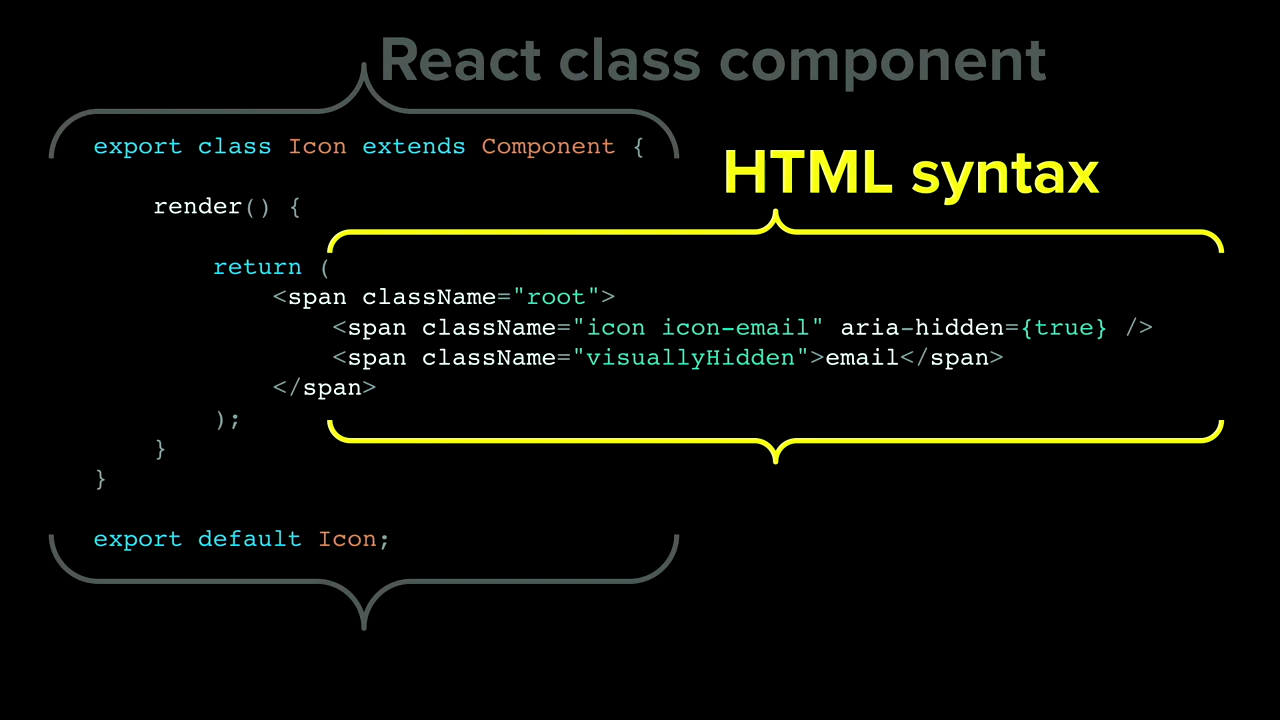 React class component
export class Icon extends Component {
HTML syntax
render() {
return (
<span className="root">
<span className="icon icon-email" aria-hidden={true} />
<span className="visuallyHidden">email</span>
</span>
);
}
}
export default Icon;